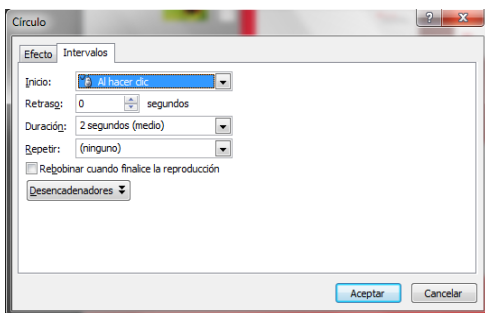 Círculo
Efecto Intervalos
Inicio: Al hacer clic
Retraso: 0 segundos
Duración: 2 segundos (medio)
Repetir: (ninguno)
Rebobinar cuando finalice la reproducción
Desencadenadores
Aceptar Cancelar